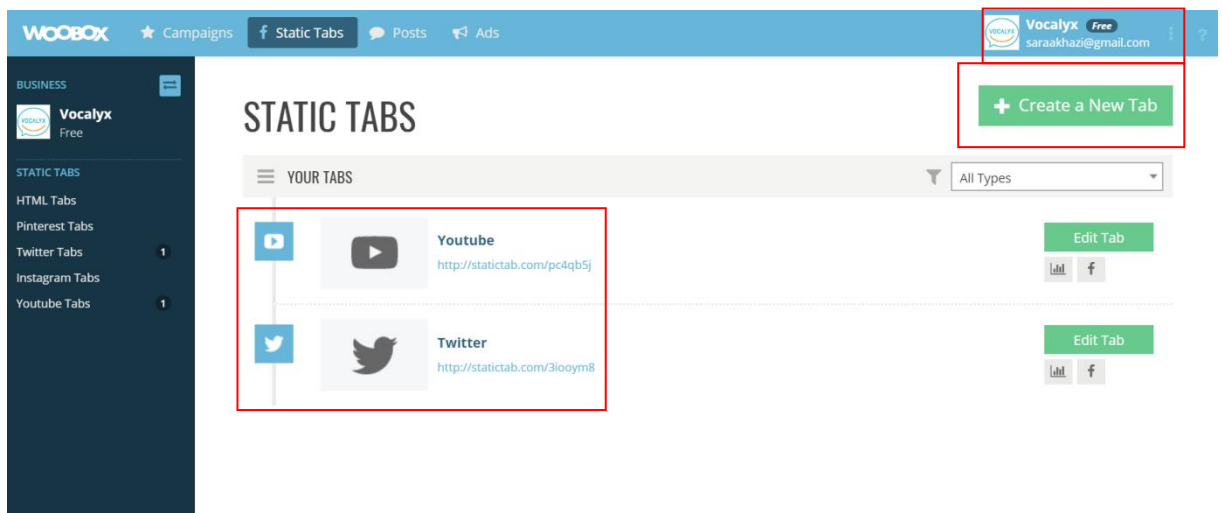 WOOBOX
Campaigns
Static Tabs
Posts
Ads
Vocalyx Free
saraakhazi@gmail.com
?
BUSINESS
VOCALYX
Vocalyx
Free
STATIC TABS
HTML Tabs
Pinterest Tabs
Twitter Tabs 1
Instagram Tabs
Youtube Tabs 1
STATIC TABS
+ Create a New Tab
YOUR TABS
All Types
Youtube
http://statictab.com/pc4qb5j
Edit Tab
Twitter
http://statictab.com/3iooym8
Edit Tab